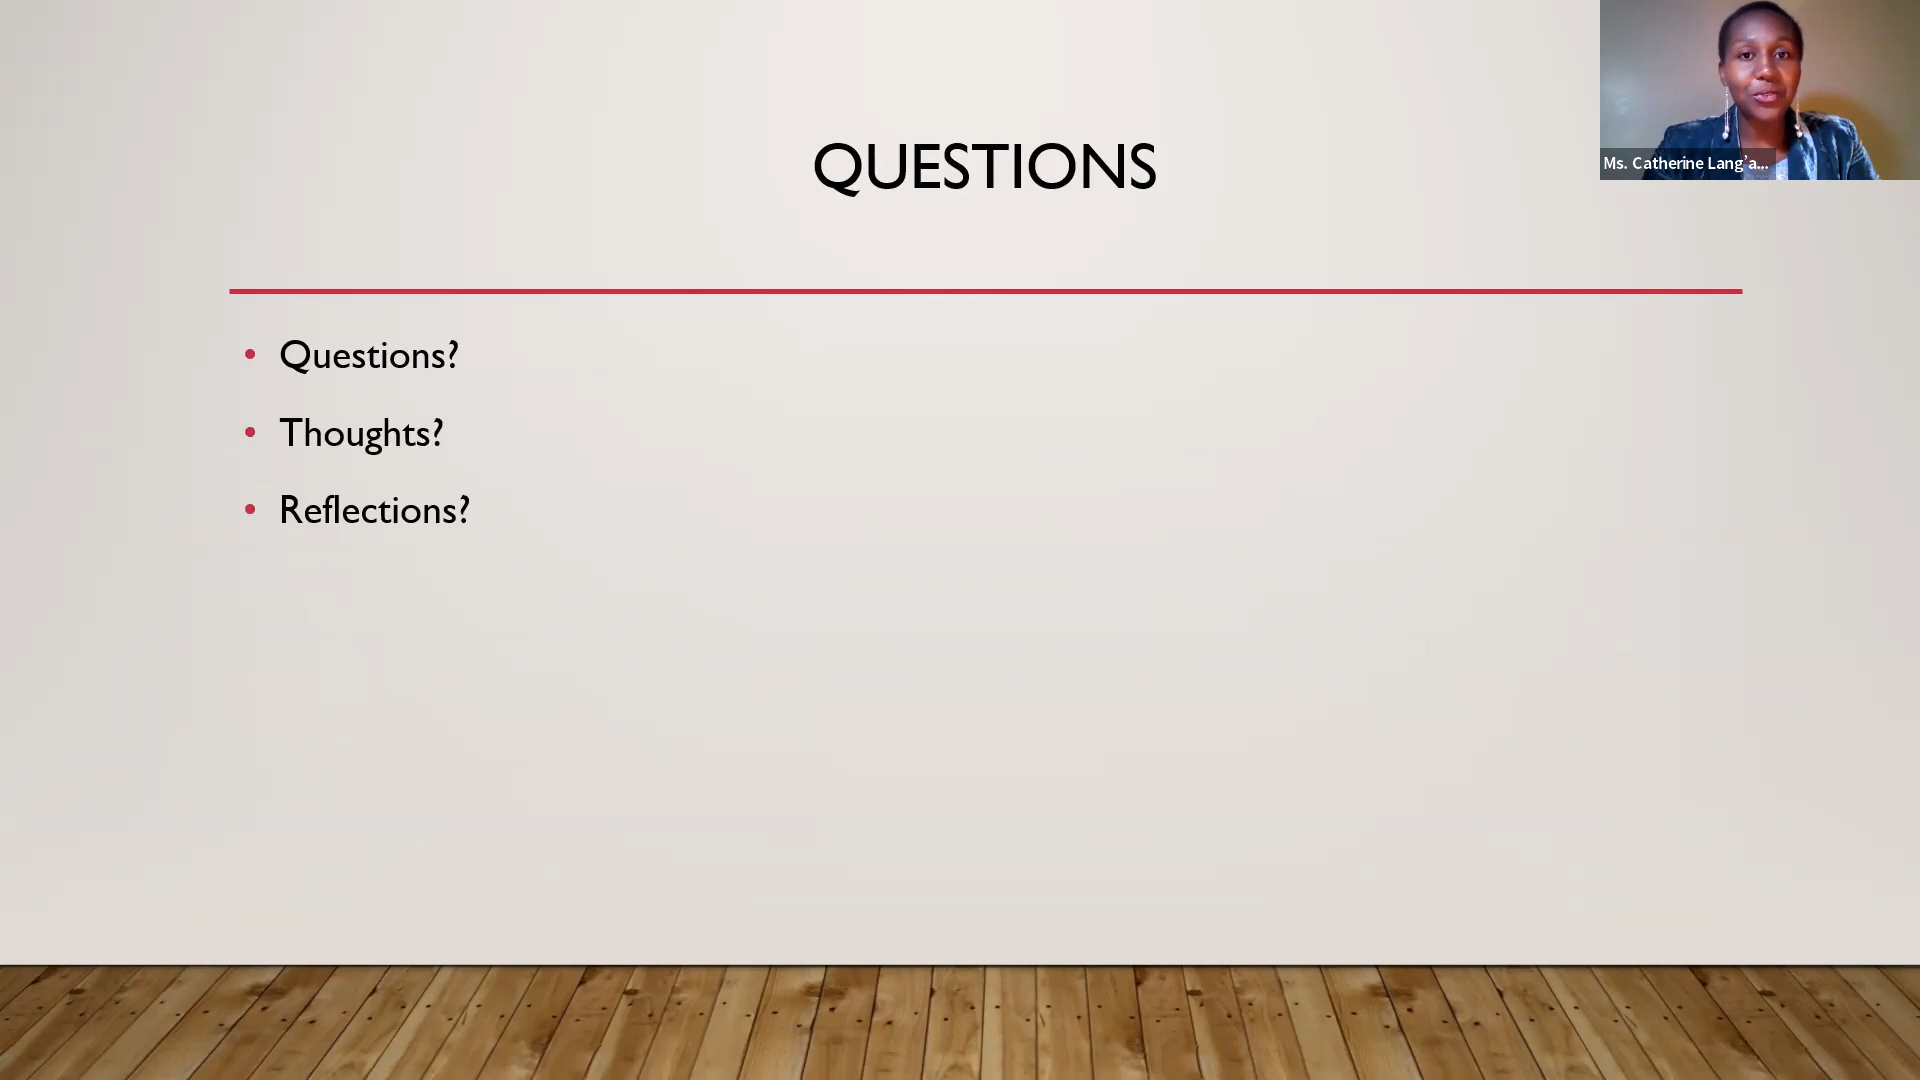 QUESTIONS
Ms. Catherine Lang’a...
• Questions?
• Thoughts?
• Reflections?